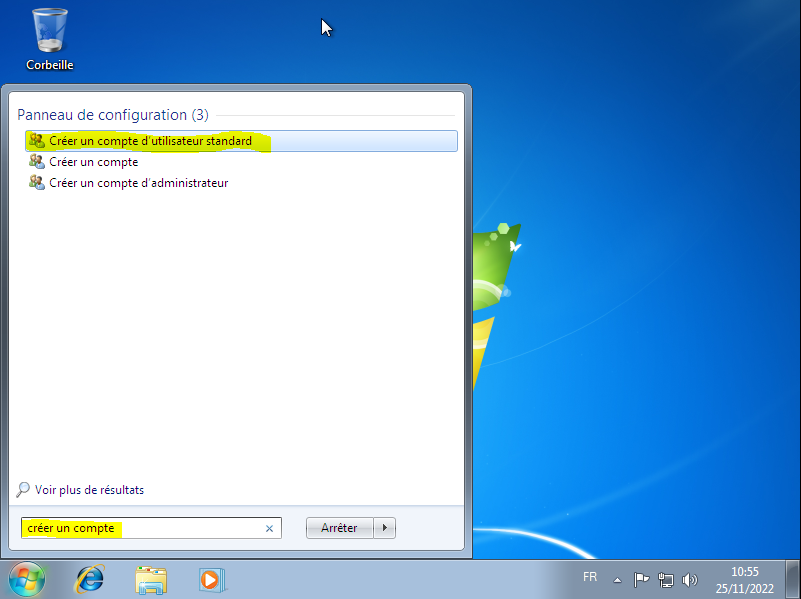 Corbeille
Panneau de configuration (3)
Créer un compte d'utilisateur standard
Créer un compte
Créer un compte d'administrateur
Voir plus de résultats
créer un compte
Arrêter
FR
10:55
25/11/2022